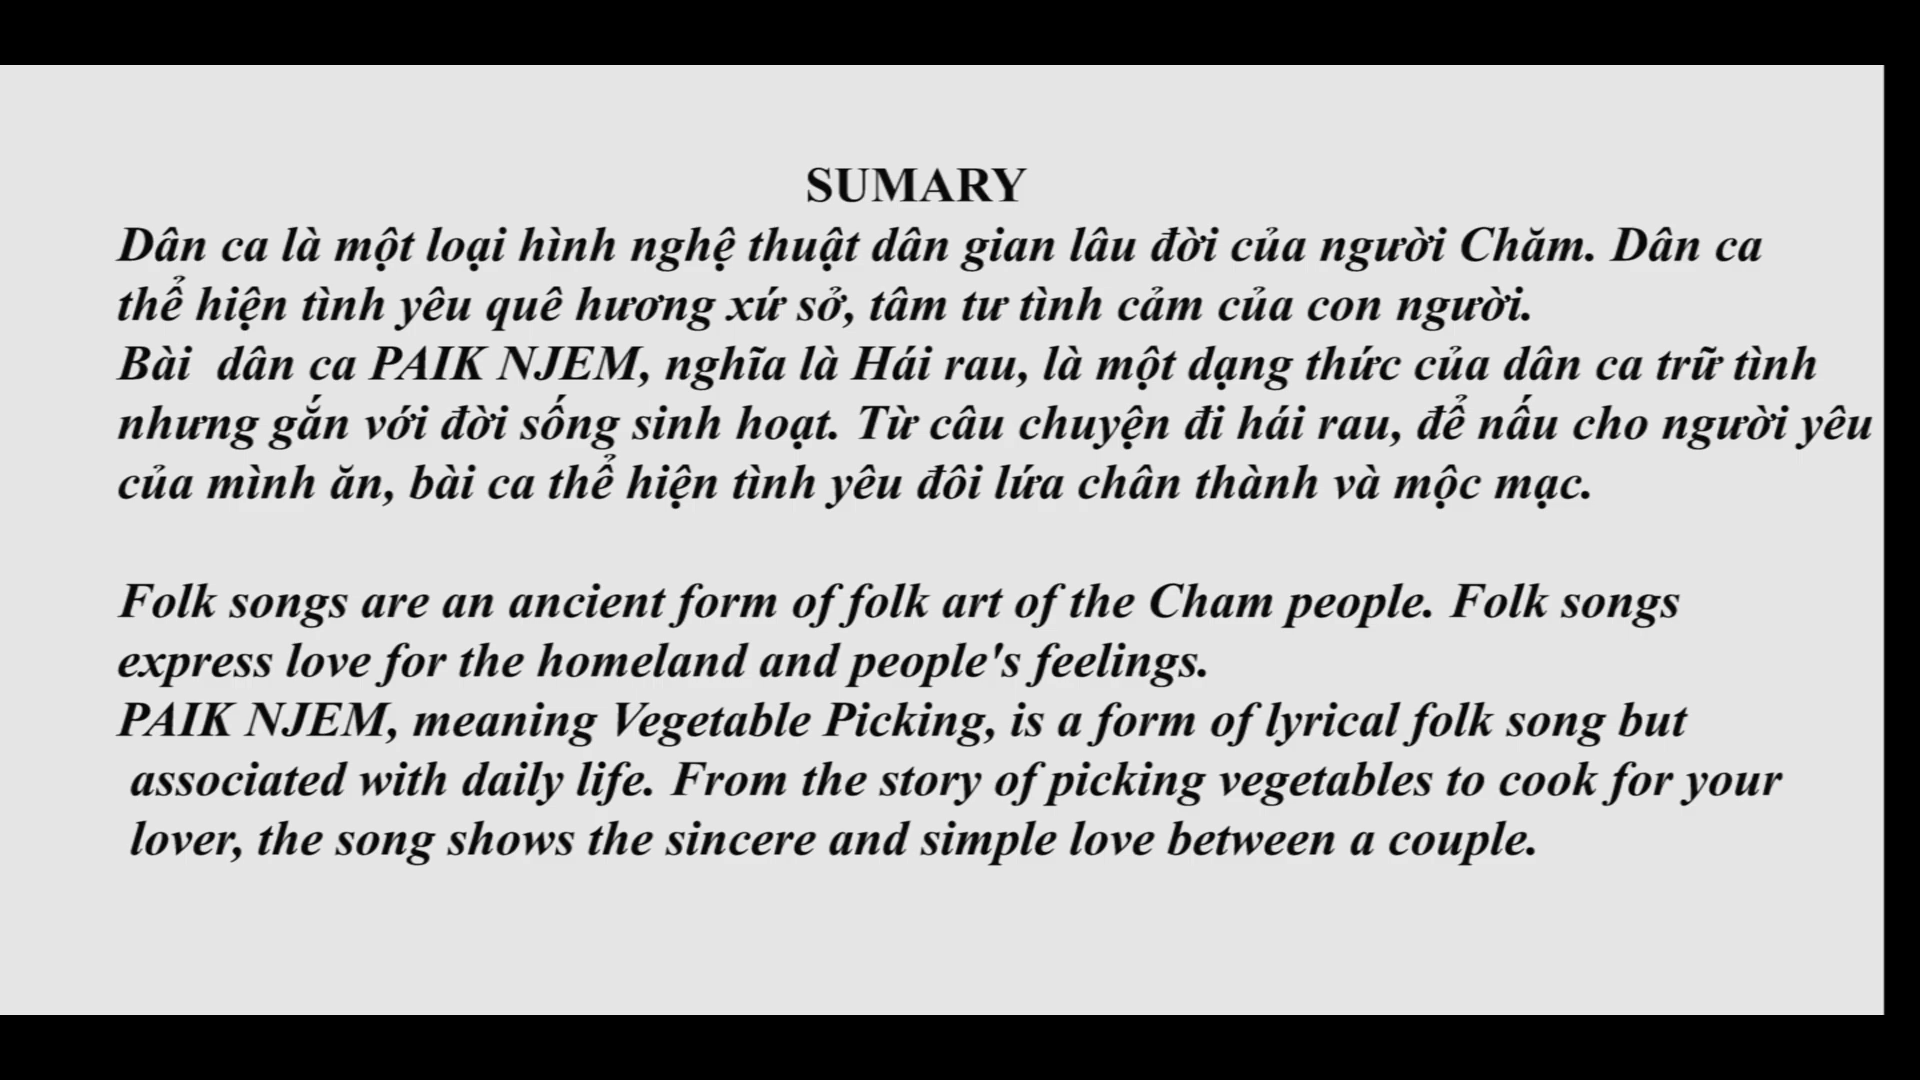 SUMARY
Dân ca là một loại hình nghệ thuật dân gian lâu đời của người Chăm. Dân ca
thể hiện tình yêu quê hương xứ sở, tâm tư tình cảm của con người.
Bài  dân ca PAIK NJEM, nghĩa là Hái rau, là một dạng thức của dân ca trữ tình
nhưng gắn với đời sống sinh hoạt. Từ câu chuyện đi hái rau, để nấu cho người yêu
của mình ăn, bài ca thể hiện tình yêu đôi lứa chân thành và mộc mạc.
Folk songs are an ancient form of folk art of the Cham people. Folk songs
express love for the homeland and people's feelings.
PAIK NJEM, meaning Vegetable Picking, is a form of lyrical folk song but
associated with daily life. From the story of picking vegetables to cook for your
lover, the song shows the sincere and simple love between a couple.